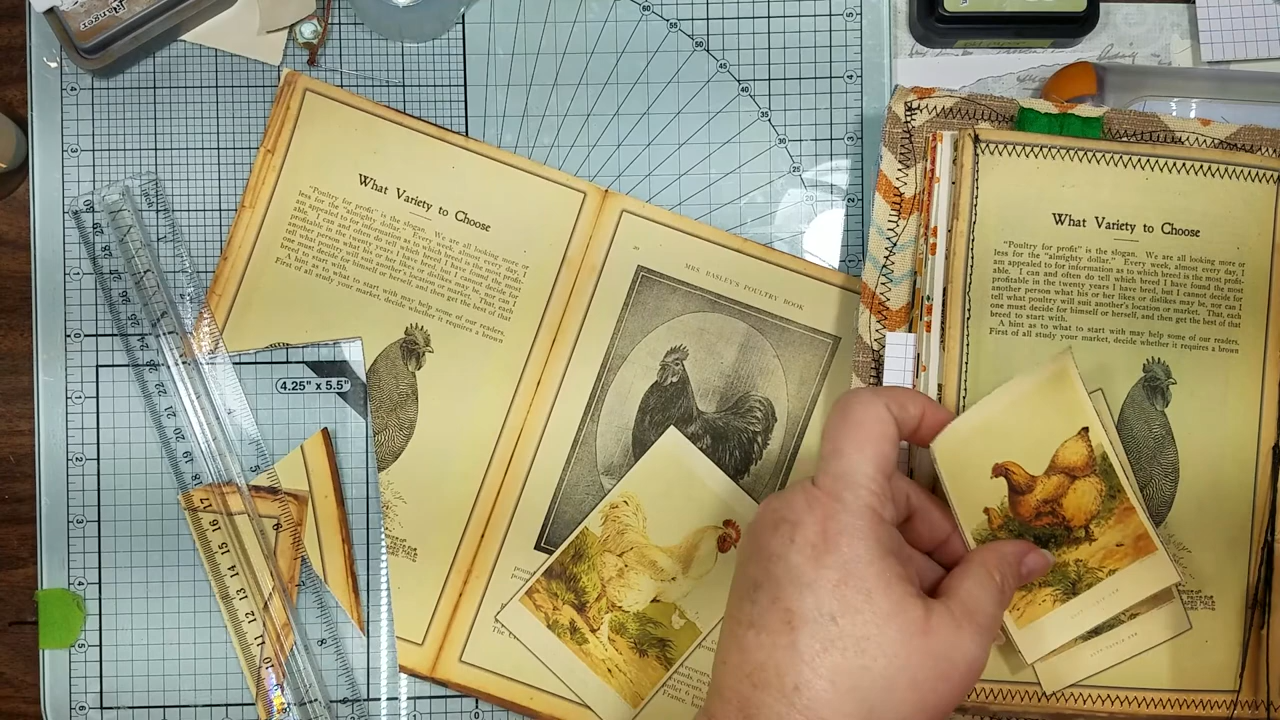 Ranger
What Variety to Choose
"Poultry for profit" is the slogan. We are all looking more or
less for the "almighty dollar." Every week, almost every day, I
am appealed to for information as to which breed is the most profit-
able. I can and often do tell which breed I have found the most
profitable in the twenty years I have bred, but I cannot decide for
another person what his or her likes or dislikes may be, nor can I
tell what poultry will suit another's location or market. That, each
one must decide for himself or herself, and then get the best of that
breed to start with.
A hint as to what to start with may help some of our readers.
First of all study your market, decide whether it requires a brown
4.25" x 5.5"
20
MRS. BASLEY'S POULTRY BOOK
What Variety to Choose
"Poultry for profit" is the slogan. We are all looking more or
less for the "almighty dollar." Every week, almost every day, I
am appealed to for information as to which breed is the most profit-
able. I can and often do tell which breed I have found the most
profitable in the twenty years I have bred, but I cannot decide for
another person what his or her likes or dislikes may be, nor can I
tell what poultry will suit another's location or market. That, each
one must decide for himself or herself, and then get the best of that
breed to start with.
A hint as to what to start with may help some of our readers.
First of all study your market, decide whether it requires a brown
60 55 50 45 40 35 30 25 20